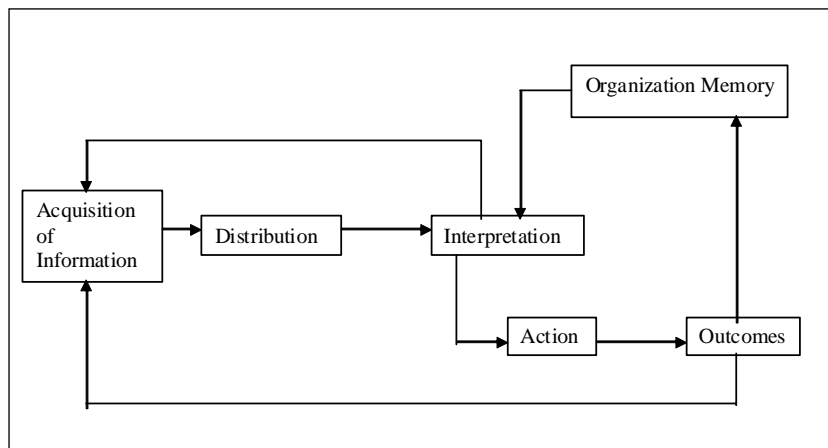 Organization Memory
Acquisition
of
Information
Distribution
Interpretation
Action
Outcomes